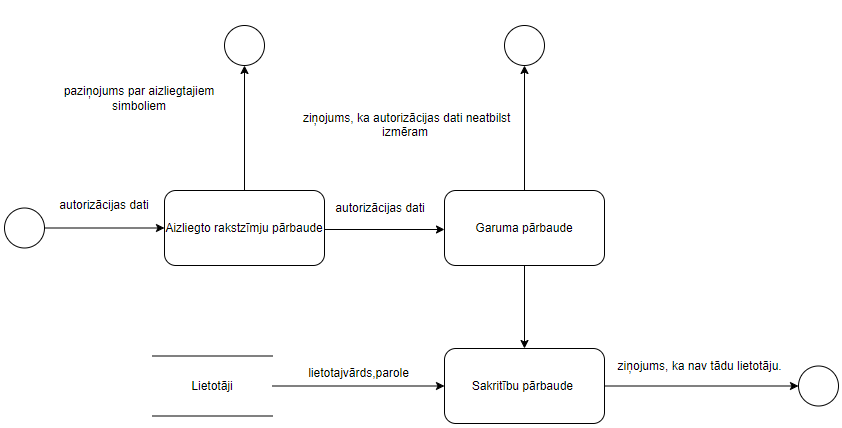 paziņojums par aizliegtajiem
simboliem
ziņojums, ka autorizācijas dati neatbilst
izmēram
autorizācijas dati
Aizliegto rakstzīmju pārbaude
autorizācijas dati
Garuma pārbaude
Lietotāji
lietotajvārds,parole
Sakritību pārbaude
ziņojums, ka nav tādu lietotāju.